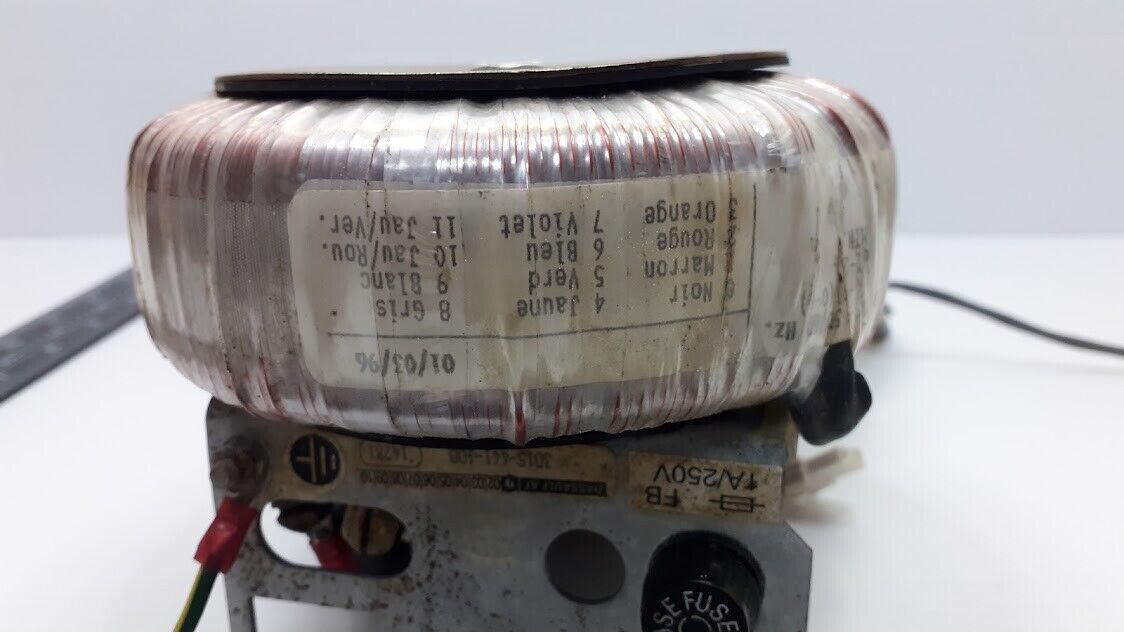 Hz. 01/03/96
Noir 4 Jaune 8 Gris
Marron 5 Verd 9 Blanc
Rouge 6 Bleu 10 Jau/Rou.
Orange 7 Violet 11 Jau/Ver.
1A/250V
FB
DASSAULT A.T
FUSE